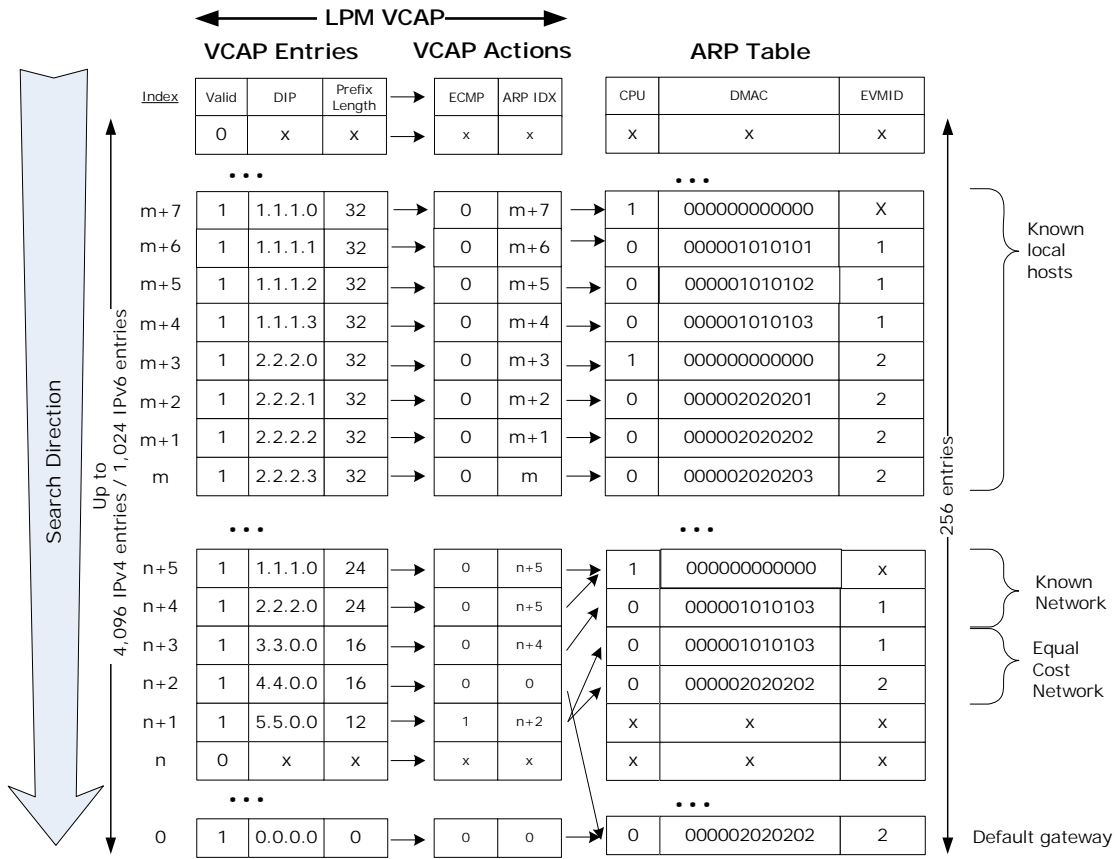 LPM VCAP
VCAP Entries VCAP Actions ARP Table
Index Valid DIP Prefix Length ECMP ARP IDX CPU DMAC EVMID
0 x x x x x x x
... ...
m+7 1 1.1.1.0 32 0 m+7 1 000000000000 X
m+6 1 1.1.1.1 32 0 m+6 0 000001010101 1
m+5 1 1.1.1.2 32 0 m+5 0 000001010102 1
m+4 1 1.1.1.3 32 0 m+4 0 000001010103 1
m+3 1 2.2.2.0 32 0 m+3 1 000000000000 2
m+2 1 2.2.2.1 32 0 m+2 0 000002020201 2
m+1 1 2.2.2.2 32 0 m+1 0 000002020202 2
m 1 2.2.2.3 32 0 m 0 000002020203 2
Known
local
hosts
... ...
n+5 1 1.1.1.0 24 0 n+5 1 000000000000 x
n+4 1 2.2.2.0 24 0 n+5 0 000001010103 1
n+3 1 3.3.0.0 16 0 n+4 0 000001010103 1
n+2 1 4.4.0.0 16 0 0 0 000002020202 2
n+1 1 5.5.0.0 12 1 n+2 x x x
n 0 x x x x x x x
Known
Network
Equal
Cost
Network
... ...
0 1 0.0.0.0 0 0 0 0 000002020202 2 Default gateway
Search Direction
Up to
4,096 IPv4 entries / 1,024 IPv6 entries
256 entries